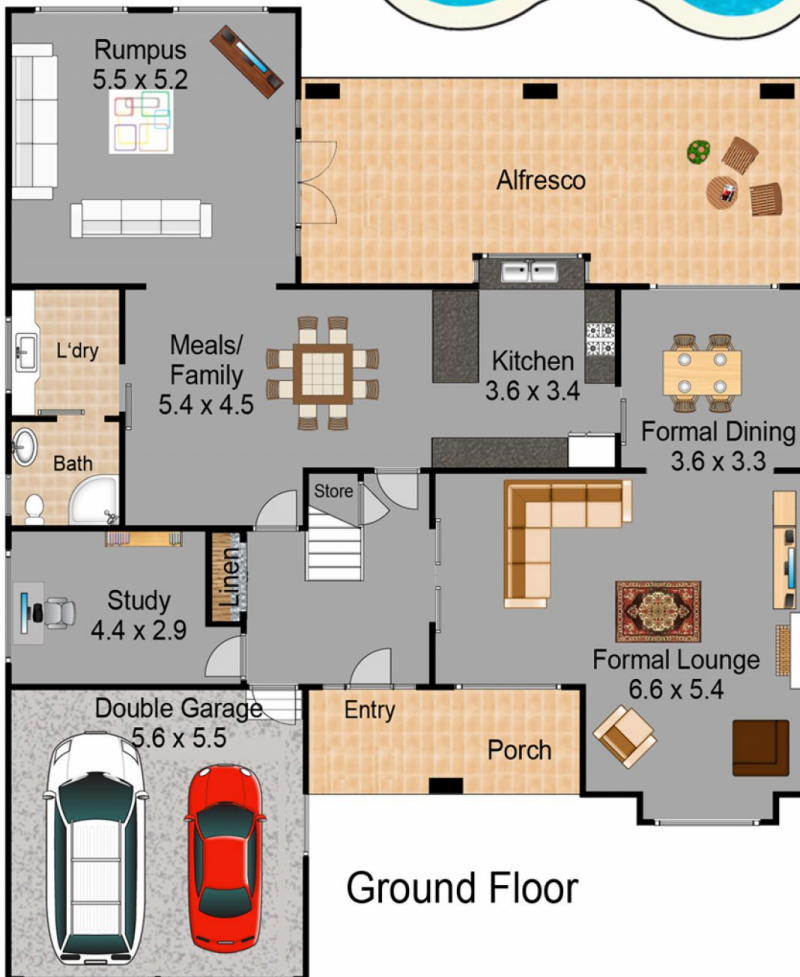 Rumpus
5.5 x 5.2
Alfresco
L'dry
Meals/
Family
5.4 x 4.5
Kitchen
3.6 x 3.4
Formal Dining
3.6 x 3.3
Bath
Store
Linen
Study
4.4 x 2.9
Formal Lounge
6.6 x 5.4
Double Garage
5.6 x 5.5
Entry
Porch
Ground Floor